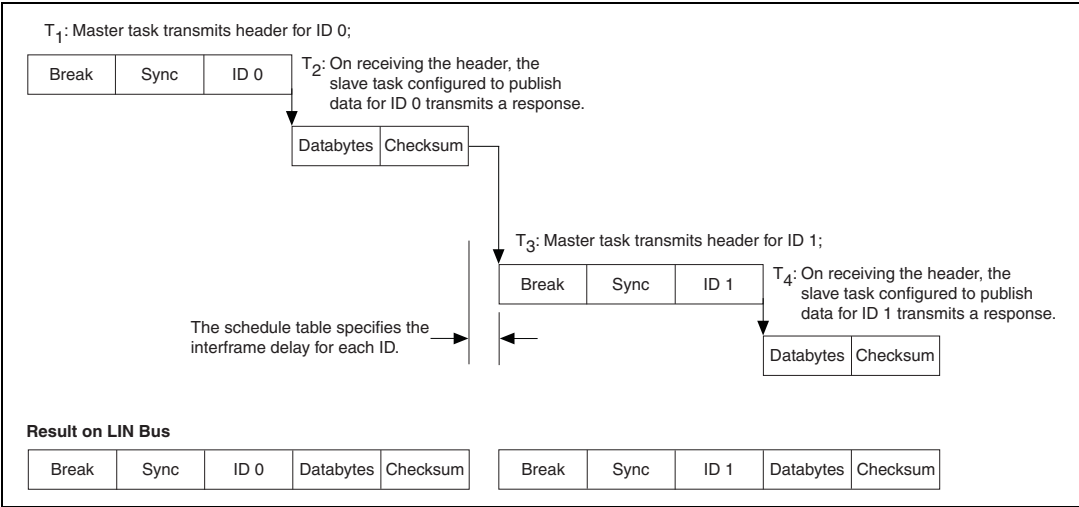 T1: Master task transmits header for ID 0;
Break Sync ID 0
T2: On receiving the header, the
slave task configured to publish
data for ID 0 transmits a response.
Databytes Checksum
T3: Master task transmits header for ID 1;
Break Sync ID 1
T4: On receiving the header, the
slave task configured to publish
data for ID 1 transmits a response.
The schedule table specifies the
interframe delay for each ID.
Databytes Checksum
Result on LIN Bus
Break Sync ID 0 Databytes Checksum Break Sync ID 1 Databytes Checksum